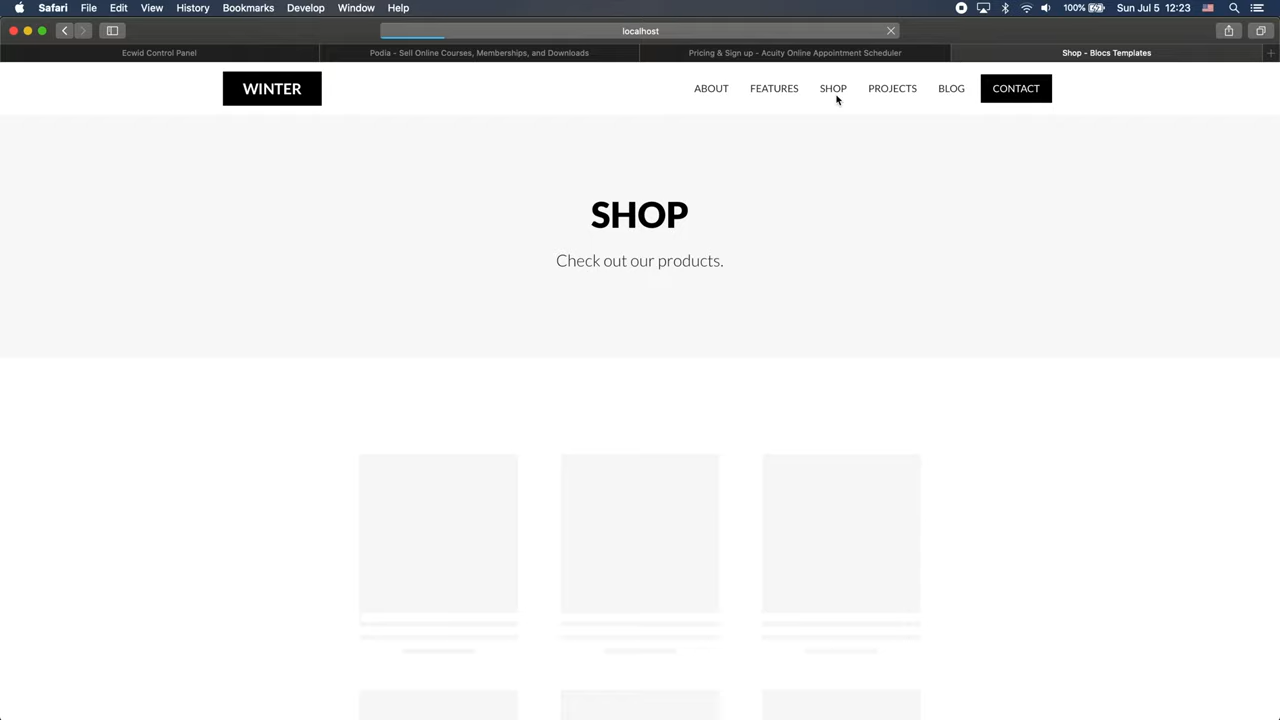 Safari File Edit View History Bookmarks Develop Window Help 100% Sun Jul 5 12:23
localhost
Ecwid Control Panel Podia - Sell Online Courses, Memberships, and Downloads Pricing & Sign up - Acuity Online Appointment Scheduler Shop - Blocs Templates
WINTER ABOUT FEATURES SHOP PROJECTS BLOG CONTACT
SHOP
Check out our products.